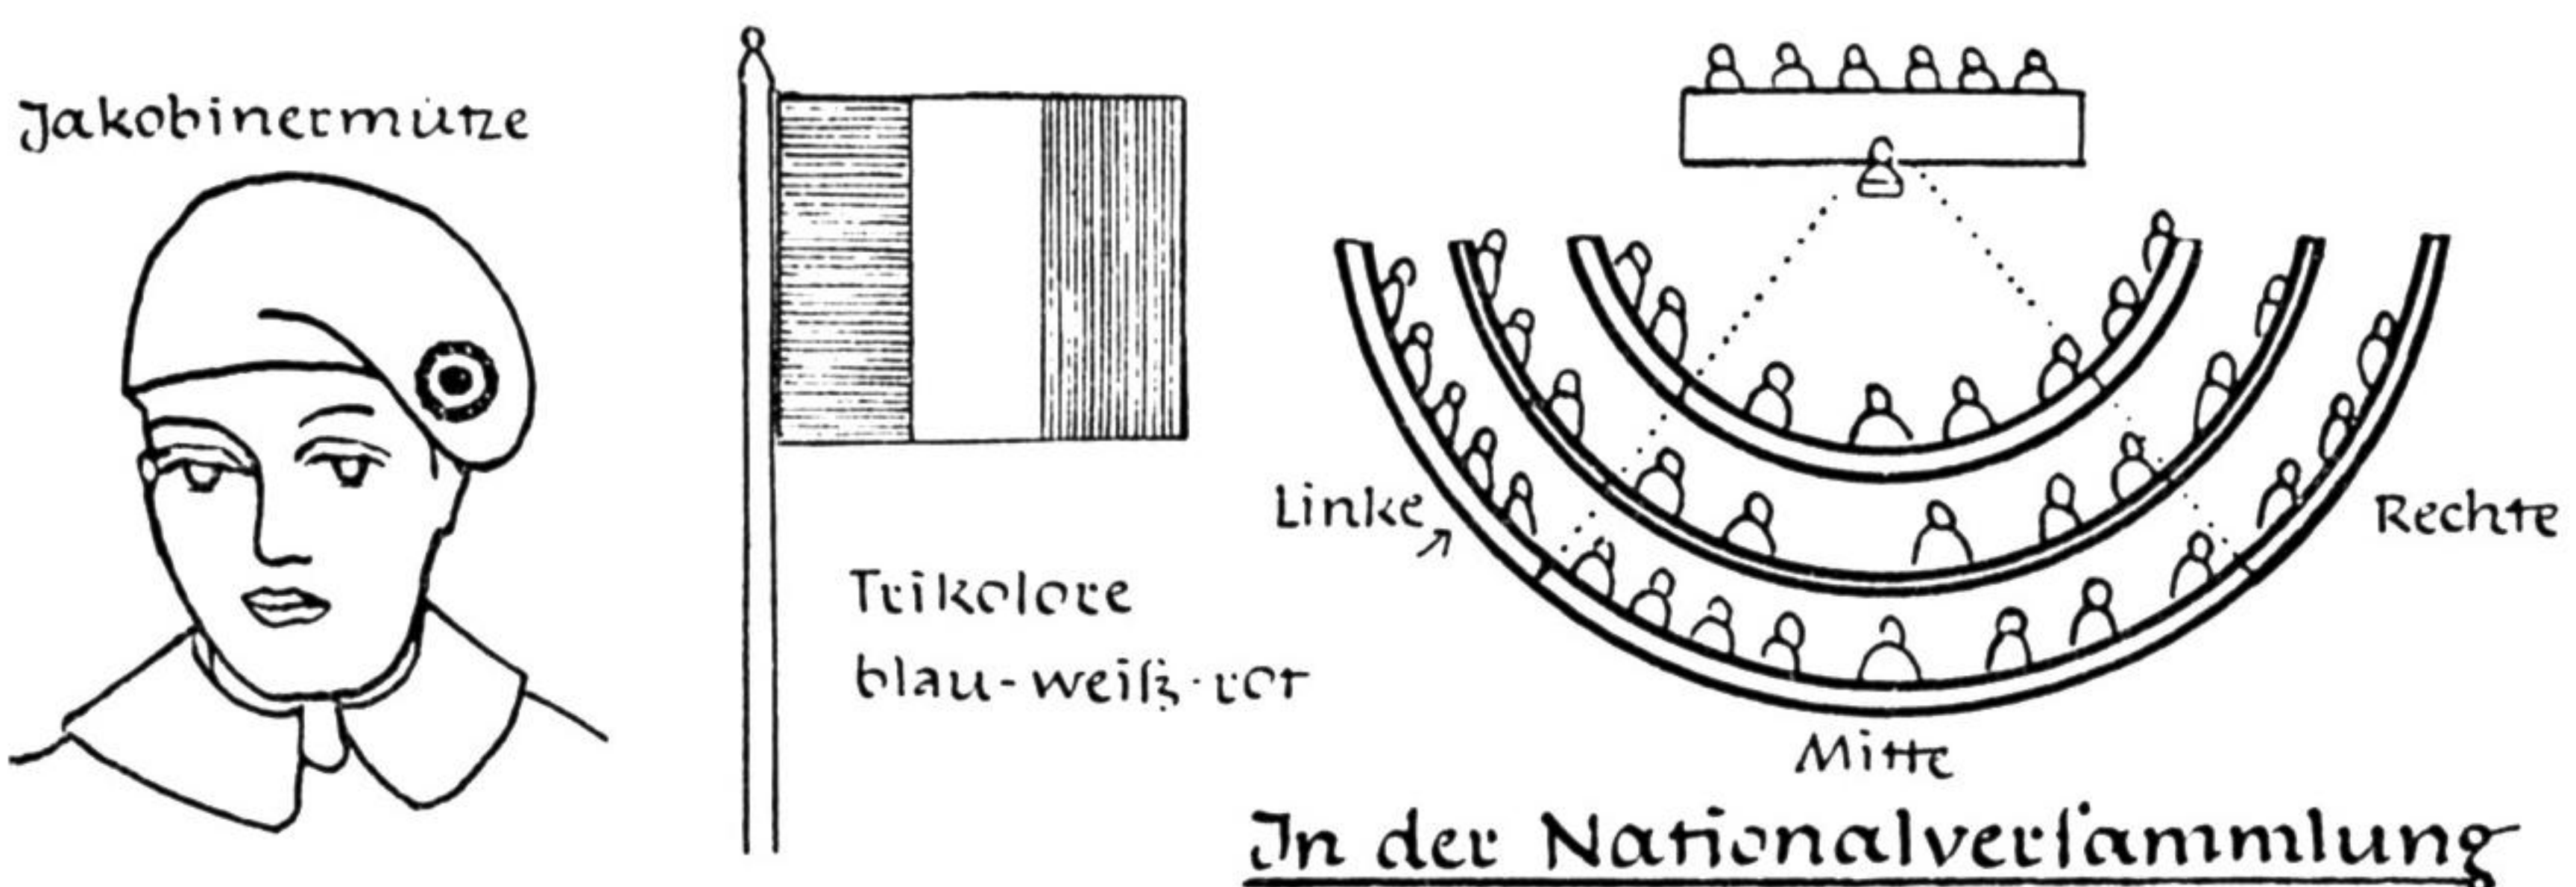 Jakobinermütze
Trikolore
blau-weiß-rot
Linke
Rechte
Mitte
In der Nationalverſammlung